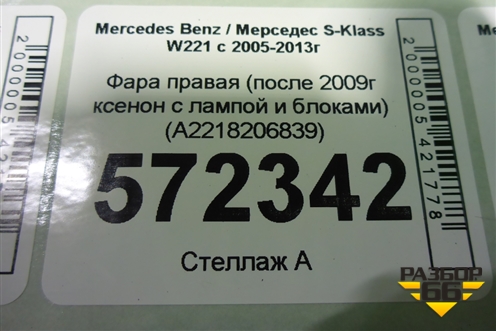 Mercedes Benz / Мерседес S-Klass
W221 с 2005-2013г
Фара правая (после 2009г
ксенон с лампой и блоками)
(A2218206839)
572342
Стеллаж А
2000005421778
РАЗБОР
66